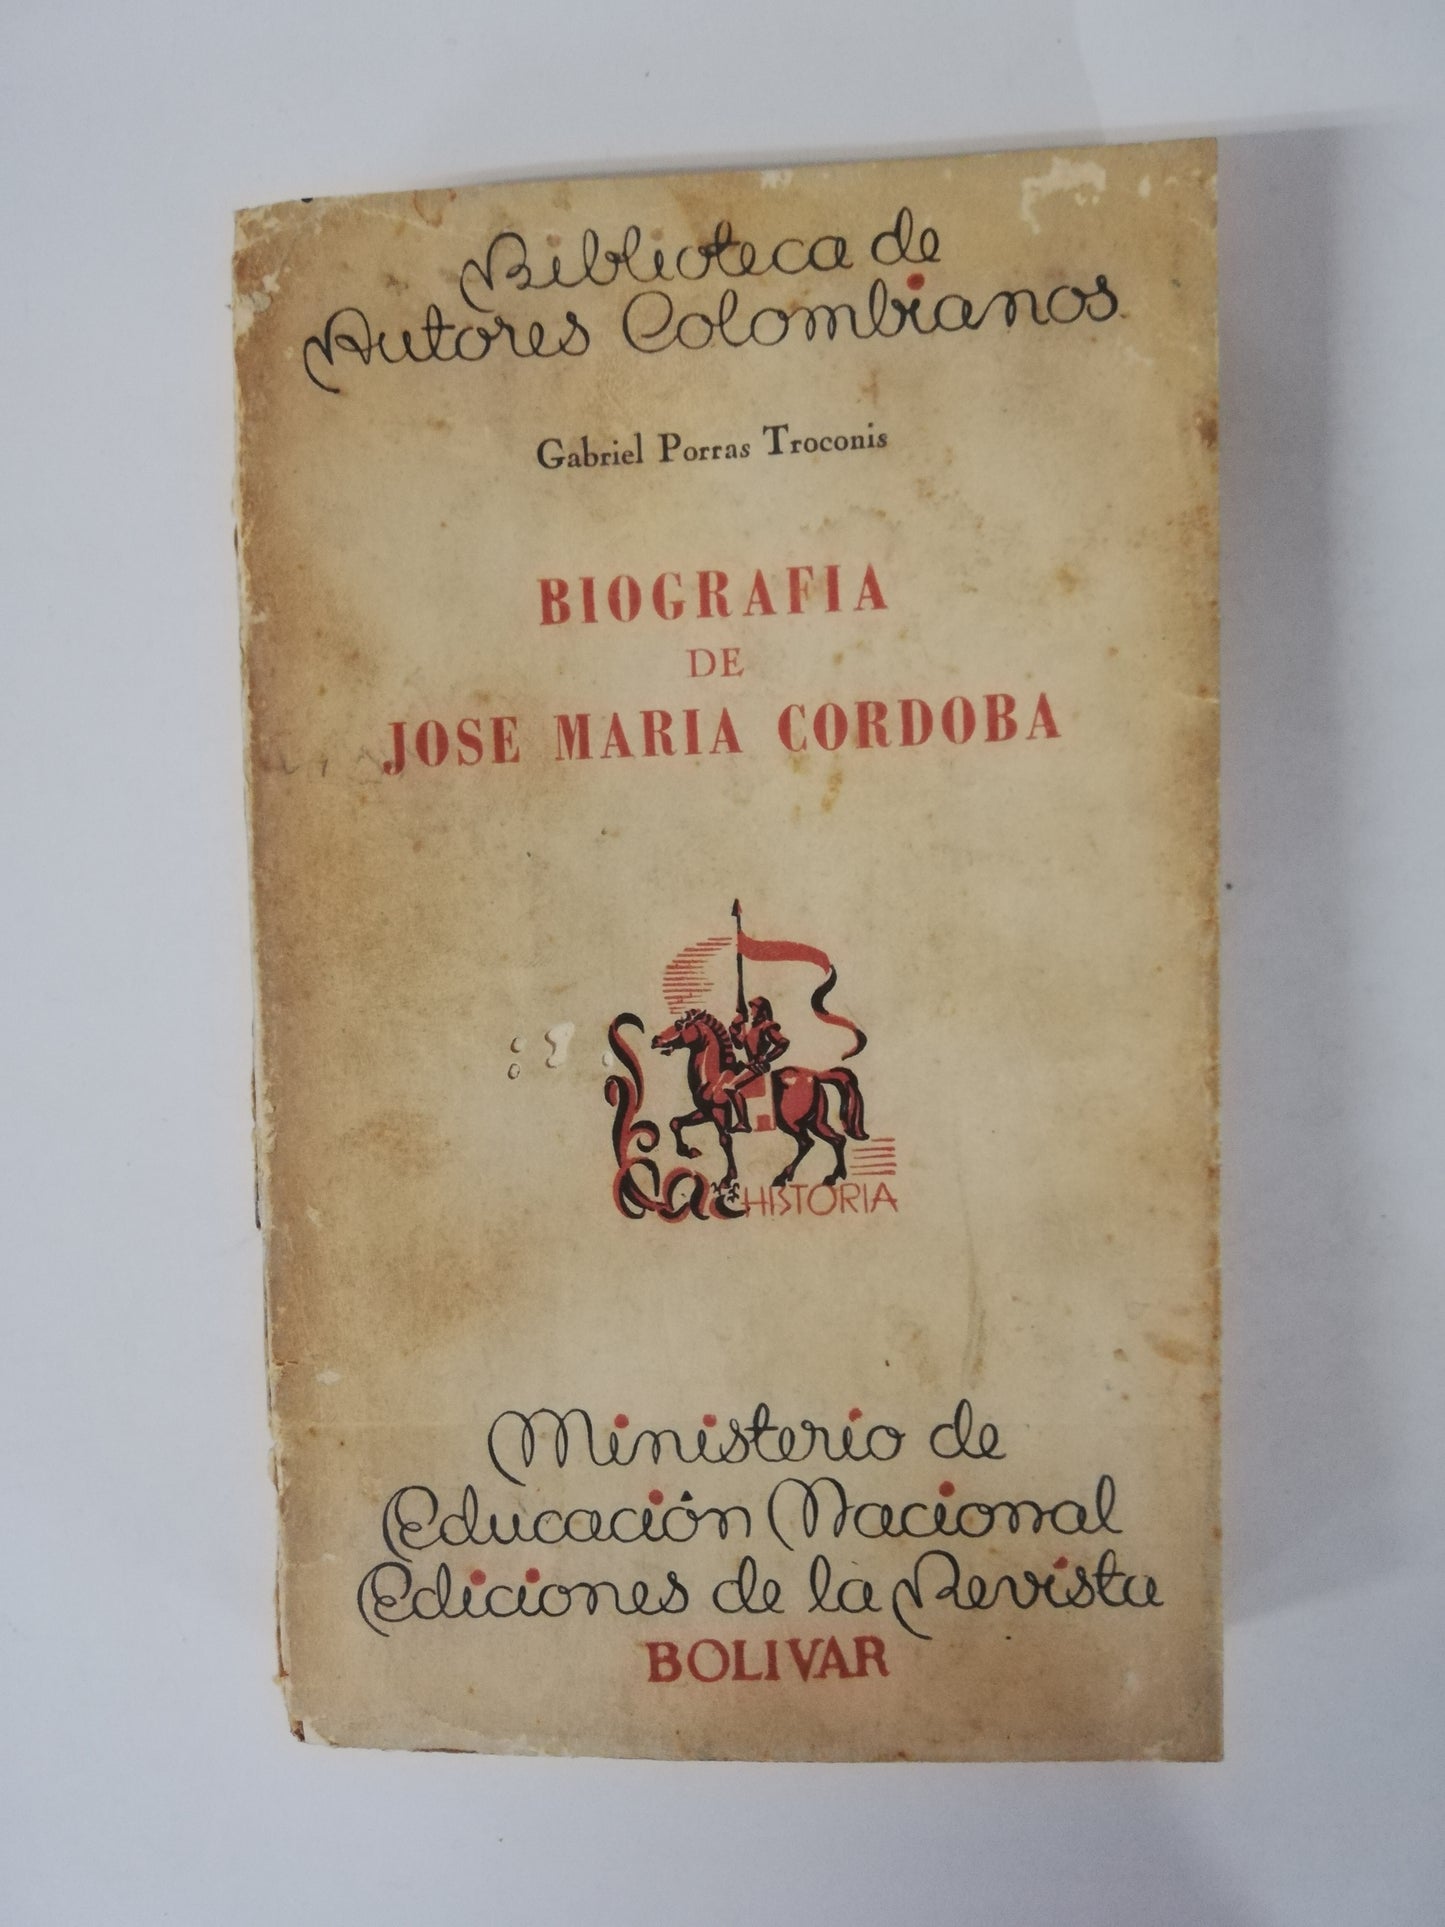 Biblioteca de
Autores Colombianos
Gabriel Porras Troconis
BIOGRAFIA
DE
JOSE MARIA CORDOBA
HISTORIA
Ministerio de
Educación Nacional
Ediciones de la Revista
BOLIVAR